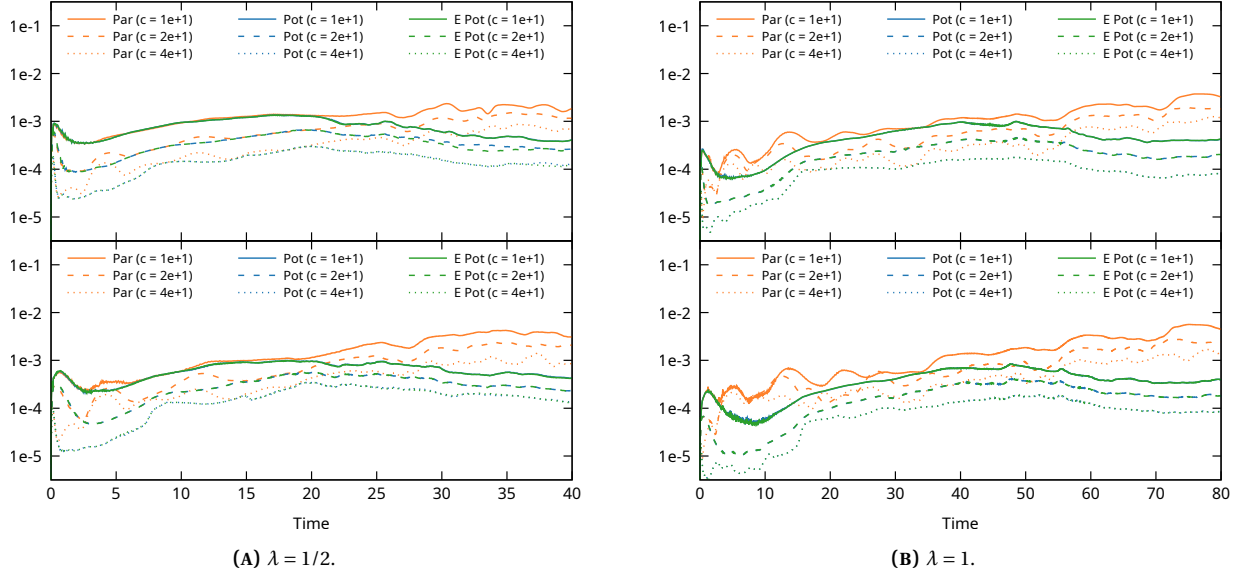 1e-1
Par (c = 1e+1) Pot (c = 1e+1) E Pot (c = 1e+1)
Par (c = 2e+1) Pot (c = 2e+1) E Pot (c = 2e+1)
Par (c = 4e+1) Pot (c = 4e+1) E Pot (c = 4e+1)
1e-2
1e-3
1e-4
1e-5
1e-1
Par (c = 1e+1) Pot (c = 1e+1) E Pot (c = 1e+1)
Par (c = 2e+1) Pot (c = 2e+1) E Pot (c = 2e+1)
Par (c = 4e+1) Pot (c = 4e+1) E Pot (c = 4e+1)
1e-2
1e-3
1e-4
1e-5
0 5 10 15 20 25 30 35 40
Time
(A) λ = 1/2.
1e-1
Par (c = 1e+1) Pot (c = 1e+1) E Pot (c = 1e+1)
Par (c = 2e+1) Pot (c = 2e+1) E Pot (c = 2e+1)
Par (c = 4e+1) Pot (c = 4e+1) E Pot (c = 4e+1)
1e-2
1e-3
1e-4
1e-5
1e-1
Par (c = 1e+1) Pot (c = 1e+1) E Pot (c = 1e+1)
Par (c = 2e+1) Pot (c = 2e+1) E Pot (c = 2e+1)
Par (c = 4e+1) Pot (c = 4e+1) E Pot (c = 4e+1)
1e-2
1e-3
1e-4
1e-5
0 10 20 30 40 50 60 70 80
Time
(B) λ = 1.